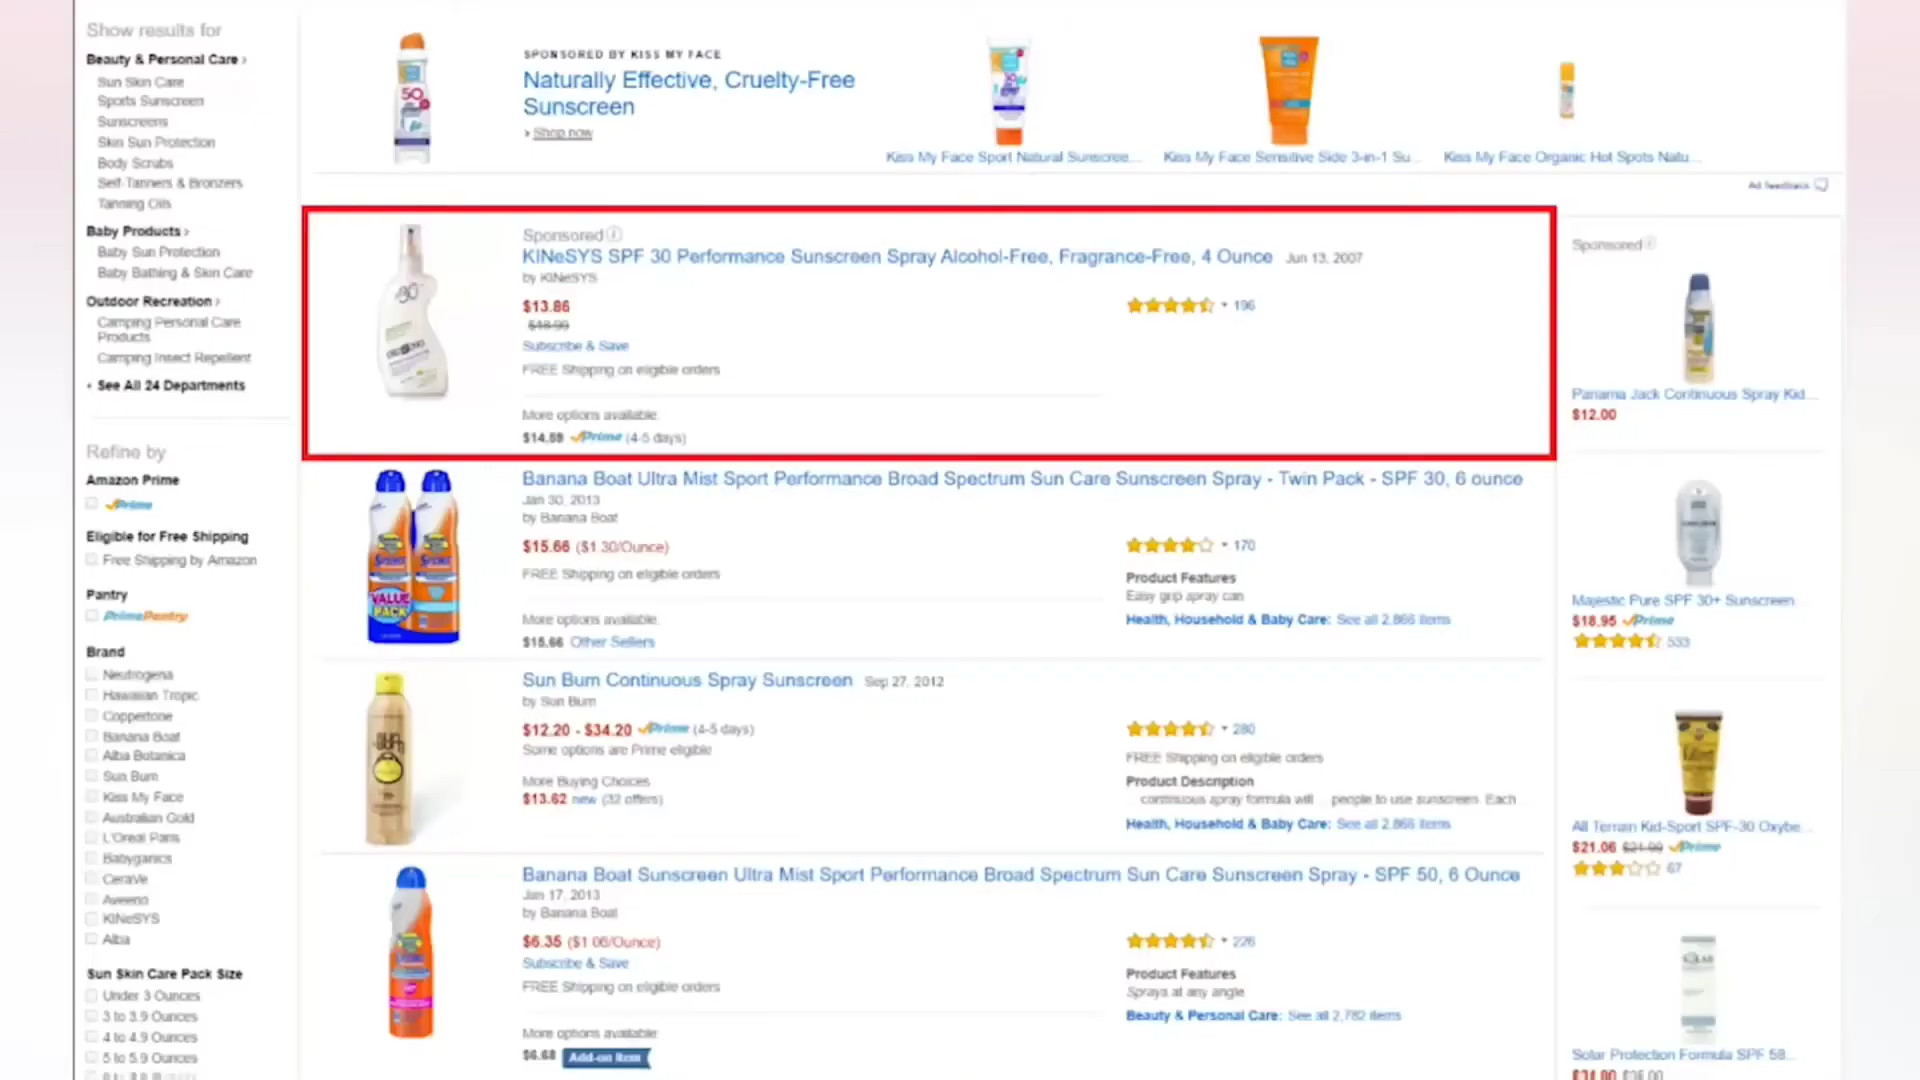 Show results for
Beauty & Personal Care ›
Sun Skin Care
Sports Sunscreen
Sunscreens
Skin Sun Protection
Body Scrubs
Self-Tanners & Bronzers
Tanning Oils
Baby Products ›
Baby Sun Protection
Baby Bathing & Skin Care
Outdoor Recreation ›
Camping Personal Care
Products
Camping Insect Repellent
See All 24 Departments
Refine by
Amazon Prime
Prime
Eligible for Free Shipping
Free Shipping by Amazon
Pantry
PrimePantry
Brand
Neutrogena
Hawaiian Tropic
Coppertone
Banana Boat
Alba Botanica
Sun Bum
Kiss My Face
Australian Gold
L'Oreal Paris
Babyganics
CeraVe
Aveeno
KINeSYS
Alba
Sun Skin Care Pack Size
Under 3 Ounces
3 to 3.9 Ounces
4 to 4.9 Ounces
5 to 5.9 Ounces
SPONSORED BY KISS MY FACE
Naturally Effective, Cruelty-Free
Sunscreen
› Shop now
50
30
Kiss My Face Sport Natural Sunscree...
Kiss My Face Sensitive Side 3-in-1 Su...
Kiss My Face Organic Hot Spots Natu...
Ad feedback
Sponsored
KINeSYS SPF 30 Performance Sunscreen Spray Alcohol-Free, Fragrance-Free, 4 Ounce Jun 13, 2007
by KINeSYS
$13.86
196
$18.99
Subscribe & Save
FREE Shipping on eligible orders
More options available:
$14.59 Prime (4-5 days)
30
Banana Boat Ultra Mist Sport Performance Broad Spectrum Sun Care Sunscreen Spray - Twin Pack - SPF 30, 6 ounce
Jan 30, 2013
by Banana Boat
$15.66 ($1.30/Ounce)
170
FREE Shipping on eligible orders
Product Features
Easy grip spray can
Health, Household & Baby Care: See all 2,866 items
More options available:
$15.66 Other Sellers
VALUE
PACK
Sun Bum Continuous Spray Sunscreen Sep 27, 2012
by Sun Bum
$12.20 - $34.20 Prime (4-5 days)
280
Some options are Prime eligible
FREE Shipping on eligible orders
More Buying Choices
Product Description
$13.62 new (32 offers)
... continuous spray formula will ... people to use sunscreen. Each ...
Health, Household & Baby Care: See all 2,866 items
Banana Boat Sunscreen Ultra Mist Sport Performance Broad Spectrum Sun Care Sunscreen Spray - SPF 50, 6 Ounce
Jan 17, 2013
by Banana Boat
$6.35 ($1.06/Ounce)
226
Subscribe & Save
FREE Shipping on eligible orders
Product Features
Sprays at any angle
Beauty & Personal Care: See all 2,782 items
More options available:
$6.68 Add-on Item
Sponsored
Panama Jack Continuous Spray Kid...
$12.00
Majestic Pure SPF 30+ Sunscreen...
$18.95 Prime
533
All Terrain Kid-Sport SPF-30 Oxybe...
$21.06 $21.99 Prime
67
SOLAR
Solar Protection Formula SPF 58...